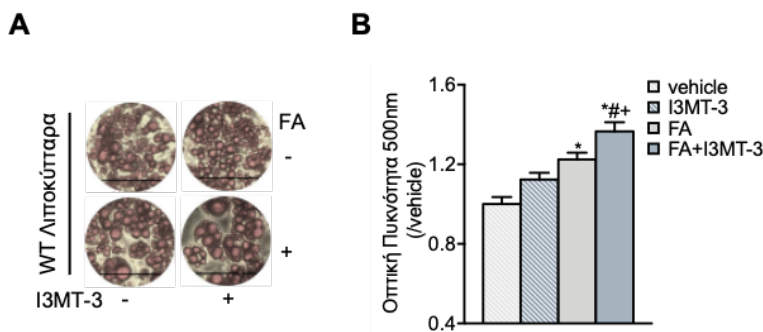 A
B
WT Λιποκύτταρα
FA
-
+
I3MT-3 - +
Οπτική Πυκνότητα 500nm
(/vehicle)
1.6
1.2
0.8
0.4
*
*#+
vehicle
I3MT-3
FA
FA+I3MT-3